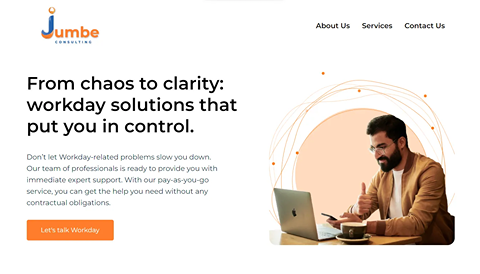 Jumbe
CONSULTING
About Us
Services
Contact Us
From chaos to clarity:
workday solutions that
put you in control.
Don't let Workday-related problems slow you down.
Our team of professionals is ready to provide you with
immediate expert support. With our pay-as-you-go
service, you can get the help you need without any
contractual obligations.
Let's talk Workday